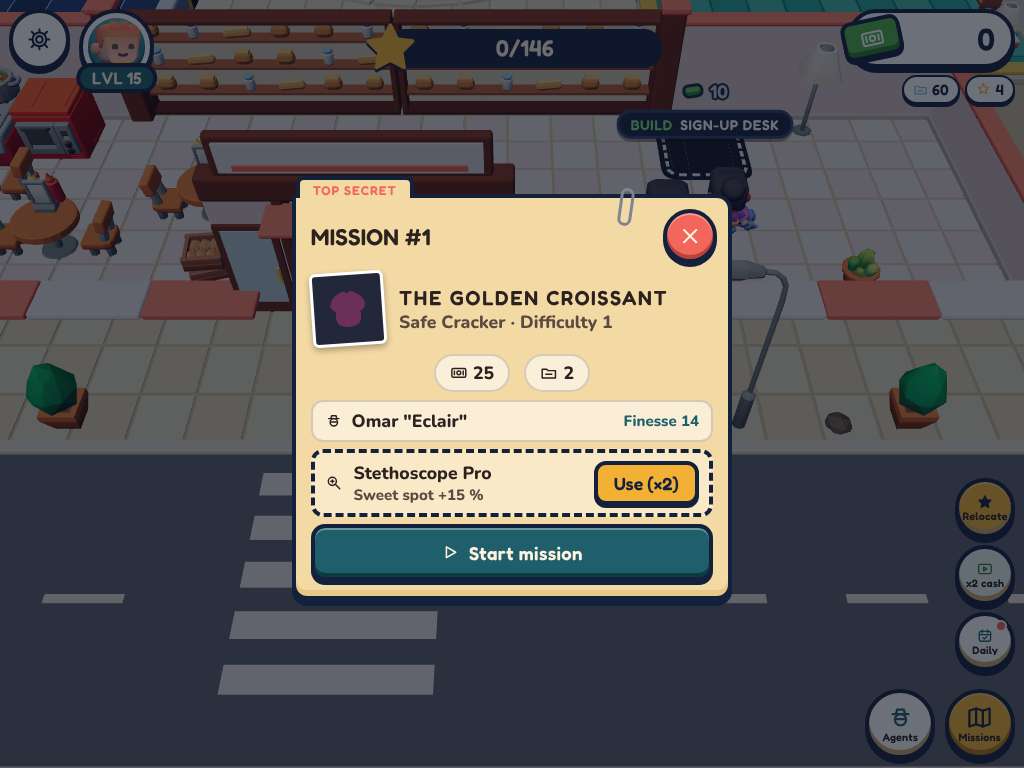 LVL 15
0/146
0
60
4
10
BUILD SIGN-UP DESK
TOP SECRET
MISSION #1
THE GOLDEN CROISSANT
Safe Cracker · Difficulty 1
25
2
Omar "Eclair"
Finesse 14
Stethoscope Pro
Sweet spot +15 %
Use (×2)
Start mission
Relocate
x2 cash
Daily
Agents
Missions